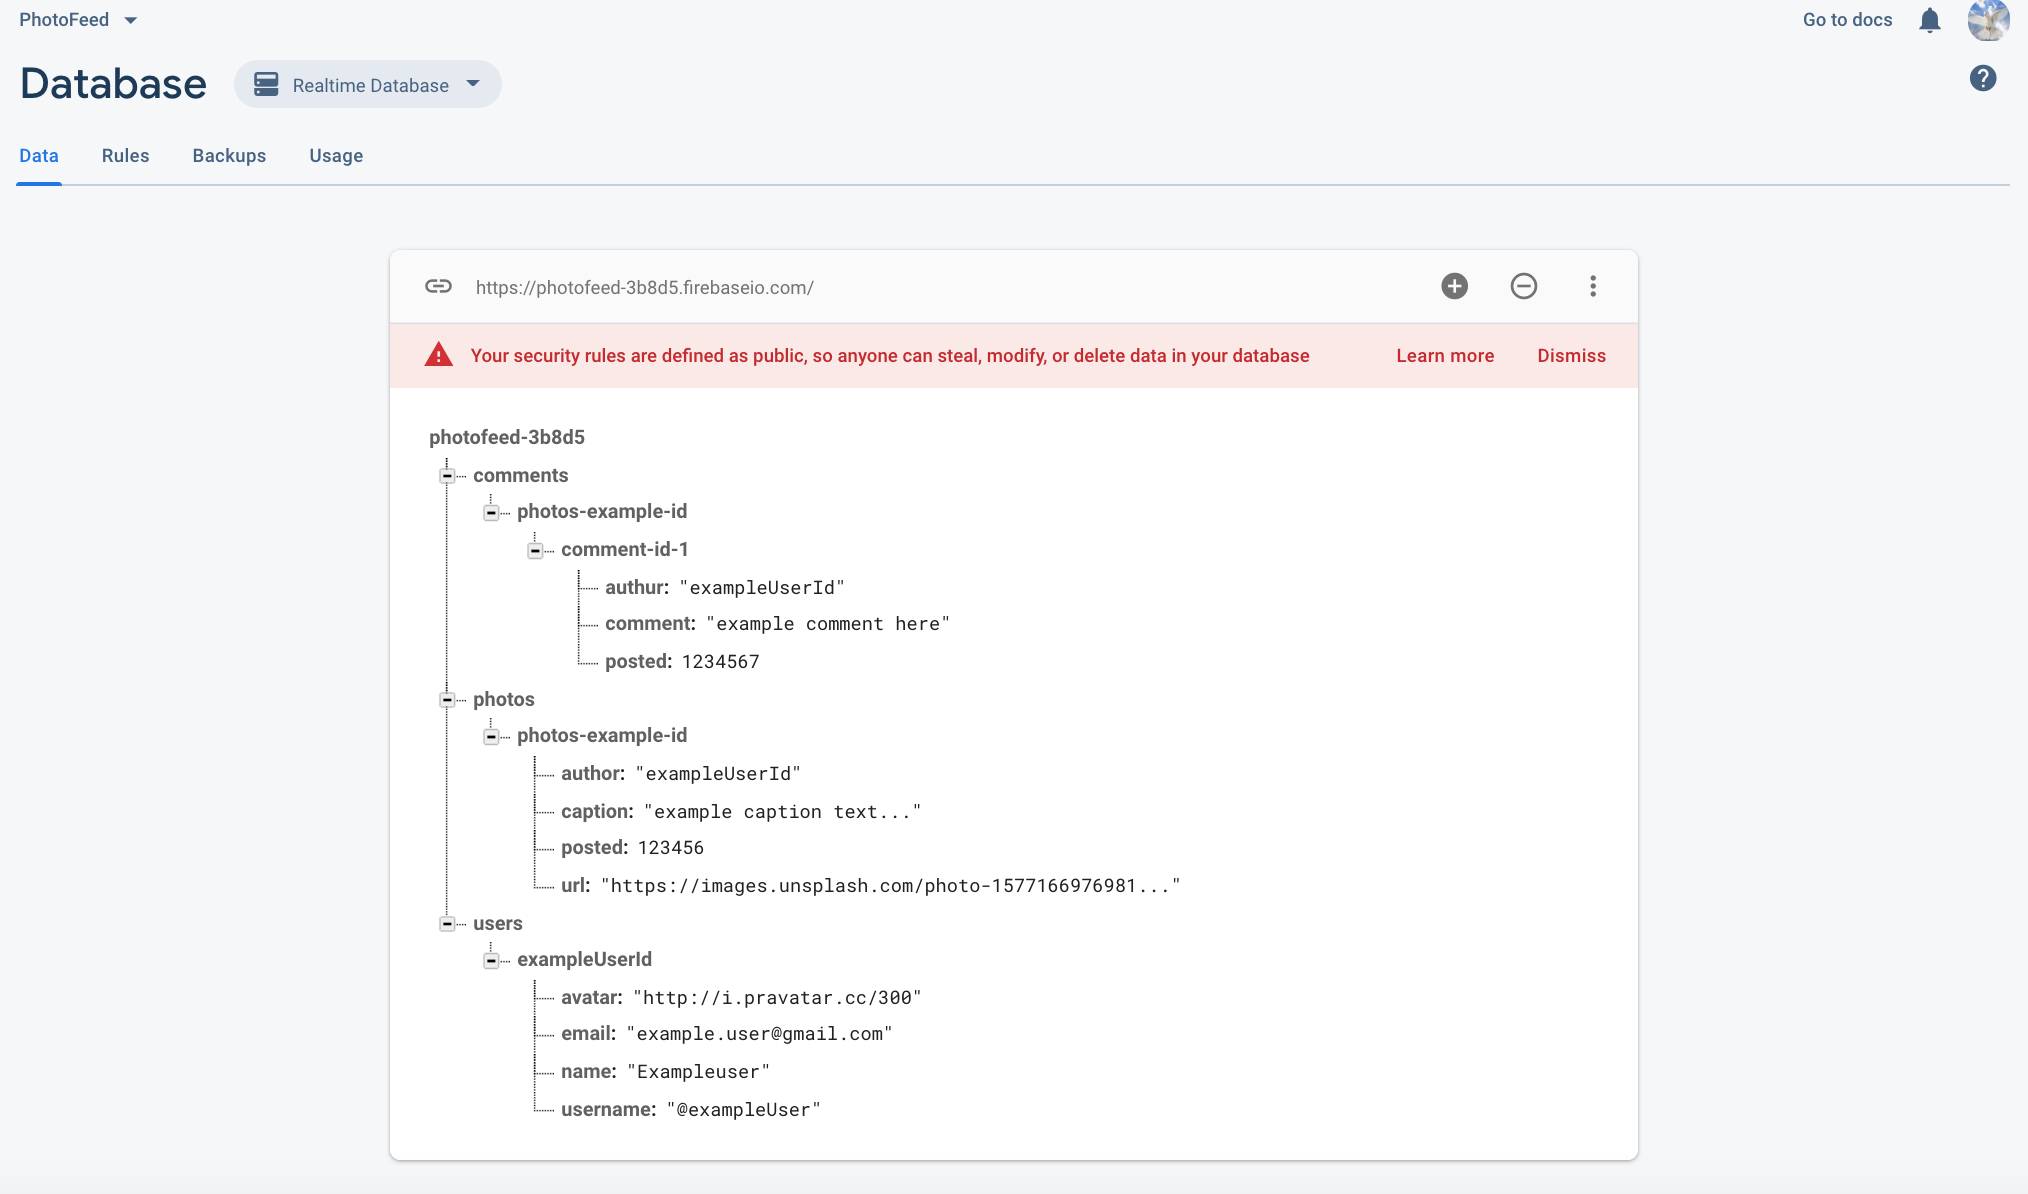 PhotoFeed
Go to docs
Database
Realtime Database
Data
Rules
Backups
Usage
https://photofeed-3b8d5.firebaseio.com/
Your security rules are defined as public, so anyone can steal, modify, or delete data in your database
Learn more
Dismiss
photofeed-3b8d5
comments
photos-example-id
comment-id-1
authur: "exampleUserId"
comment: "example comment here"
posted: 1234567
photos
photos-example-id
author: "exampleUserId"
caption: "example caption text..."
posted: 123456
url: "https://images.unsplash.com/photo-1577166976981..."
users
exampleUserId
avatar: "http://i.pravatar.cc/300"
email: "example.user@gmail.com"
name: "Exampleuser"
username: "@exampleUser"